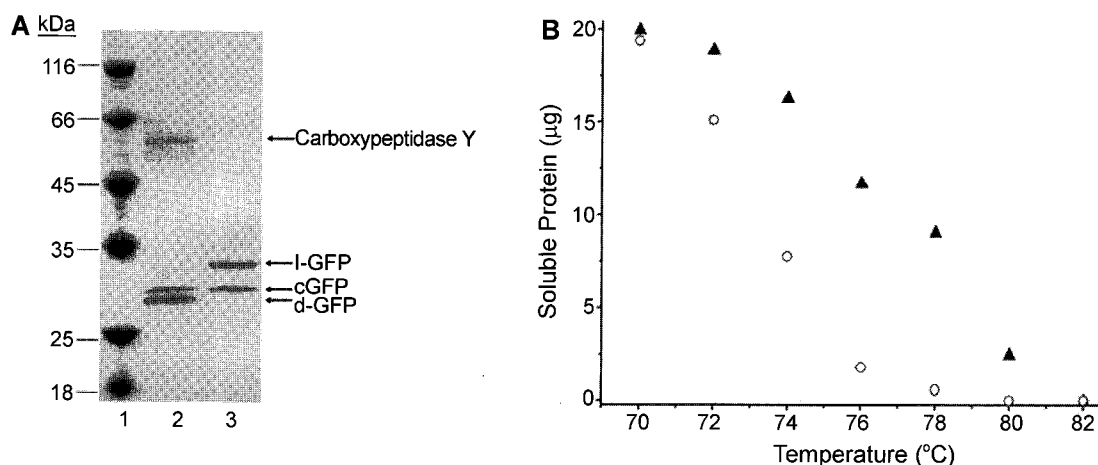 A kDa
116
66
45
35
25
18
Carboxypeptidase Y
l-GFP
cGFP
d-GFP
1 2 3
B
20
15
10
5
0
Soluble Protein (μg)
70 72 74 76 78 80 82
Temperature (°C)